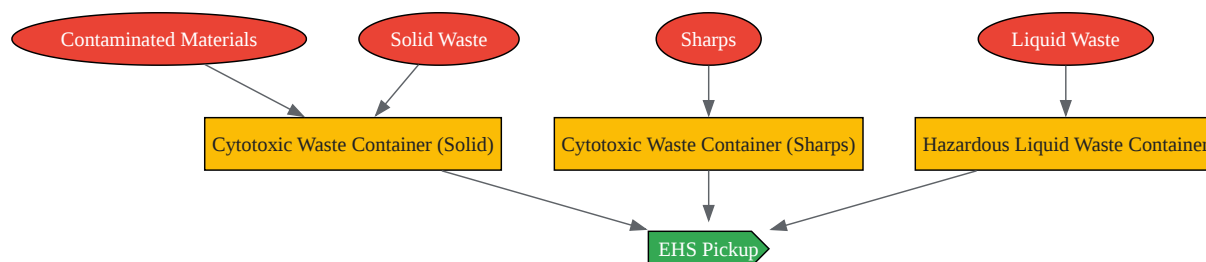 Contaminated Materials
Solid Waste
Sharps
Liquid Waste
Cytotoxic Waste Container (Solid)
Cytotoxic Waste Container (Sharps)
Hazardous Liquid Waste Container
EHS Pickup